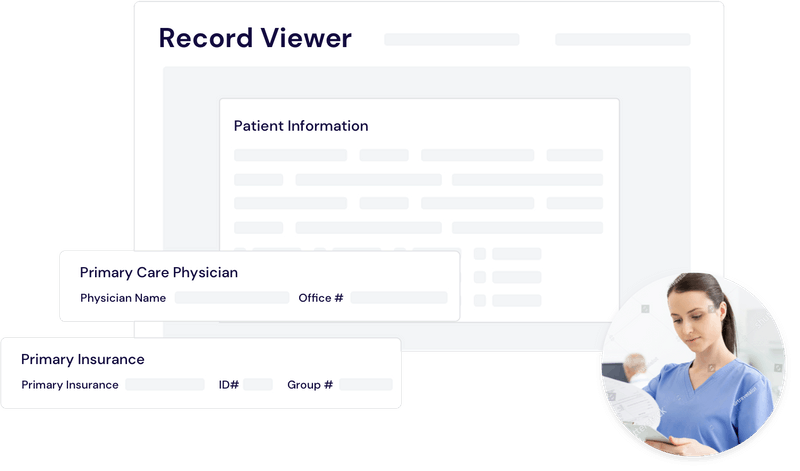 Record Viewer
Patient Information
Primary Care Physician
Physician Name Office #
Primary Insurance
Primary Insurance ID# Group #